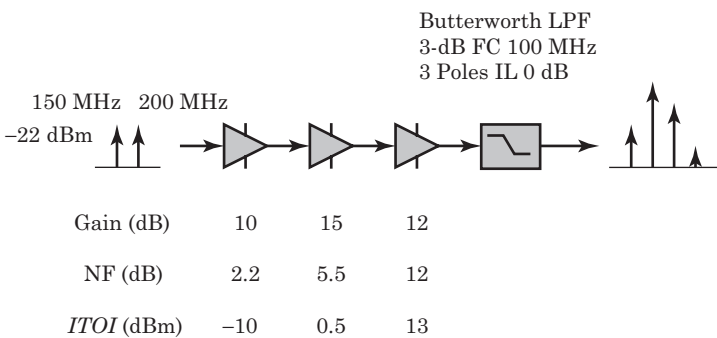 Butterworth LPF
3-dB FC 100 MHz
3 Poles IL 0 dB
150 MHz 200 MHz
–22 dBm
Gain (dB) 10 15 12
NF (dB) 2.2 5.5 12
ITOI (dBm) –10 0.5 13